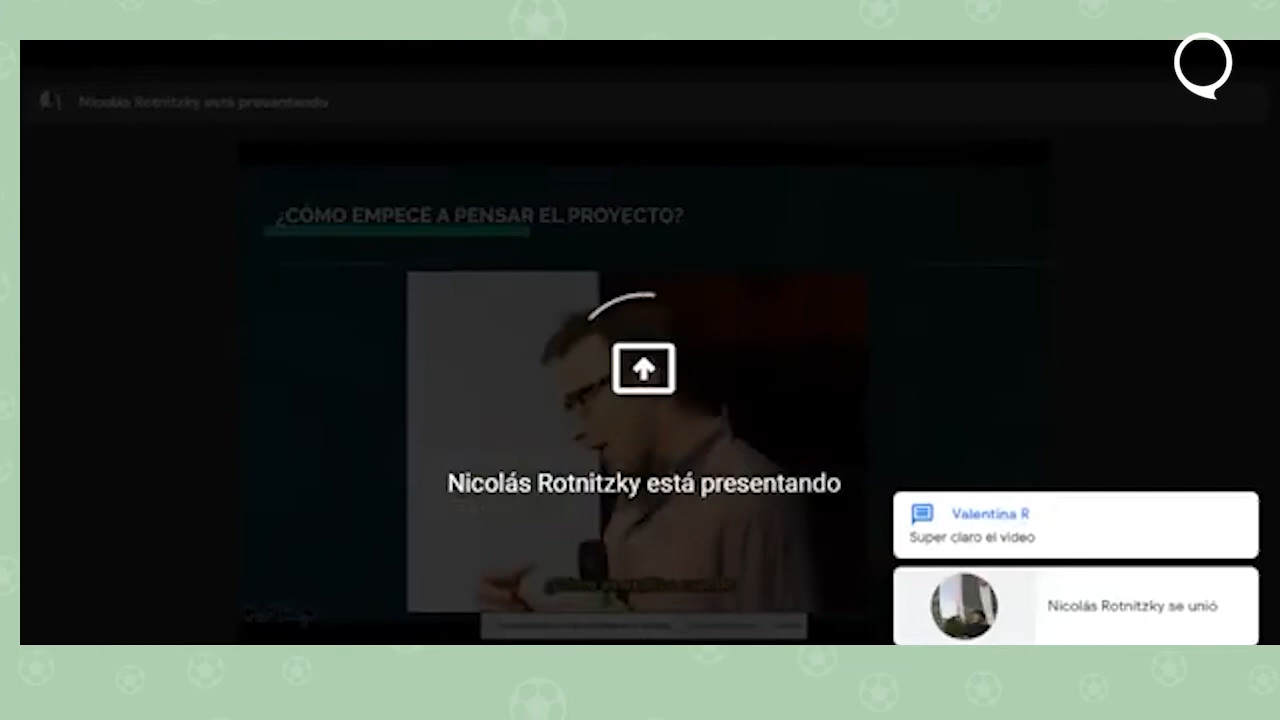 Nicolás Rotnitzky está presentando
¿CÓMO EMPECÉ A PENSAR EL PROYECTO?
Nicolás Rotnitzky está presentando
Valentina R
Super claro el video
Nicolás Rotnitzky se unió